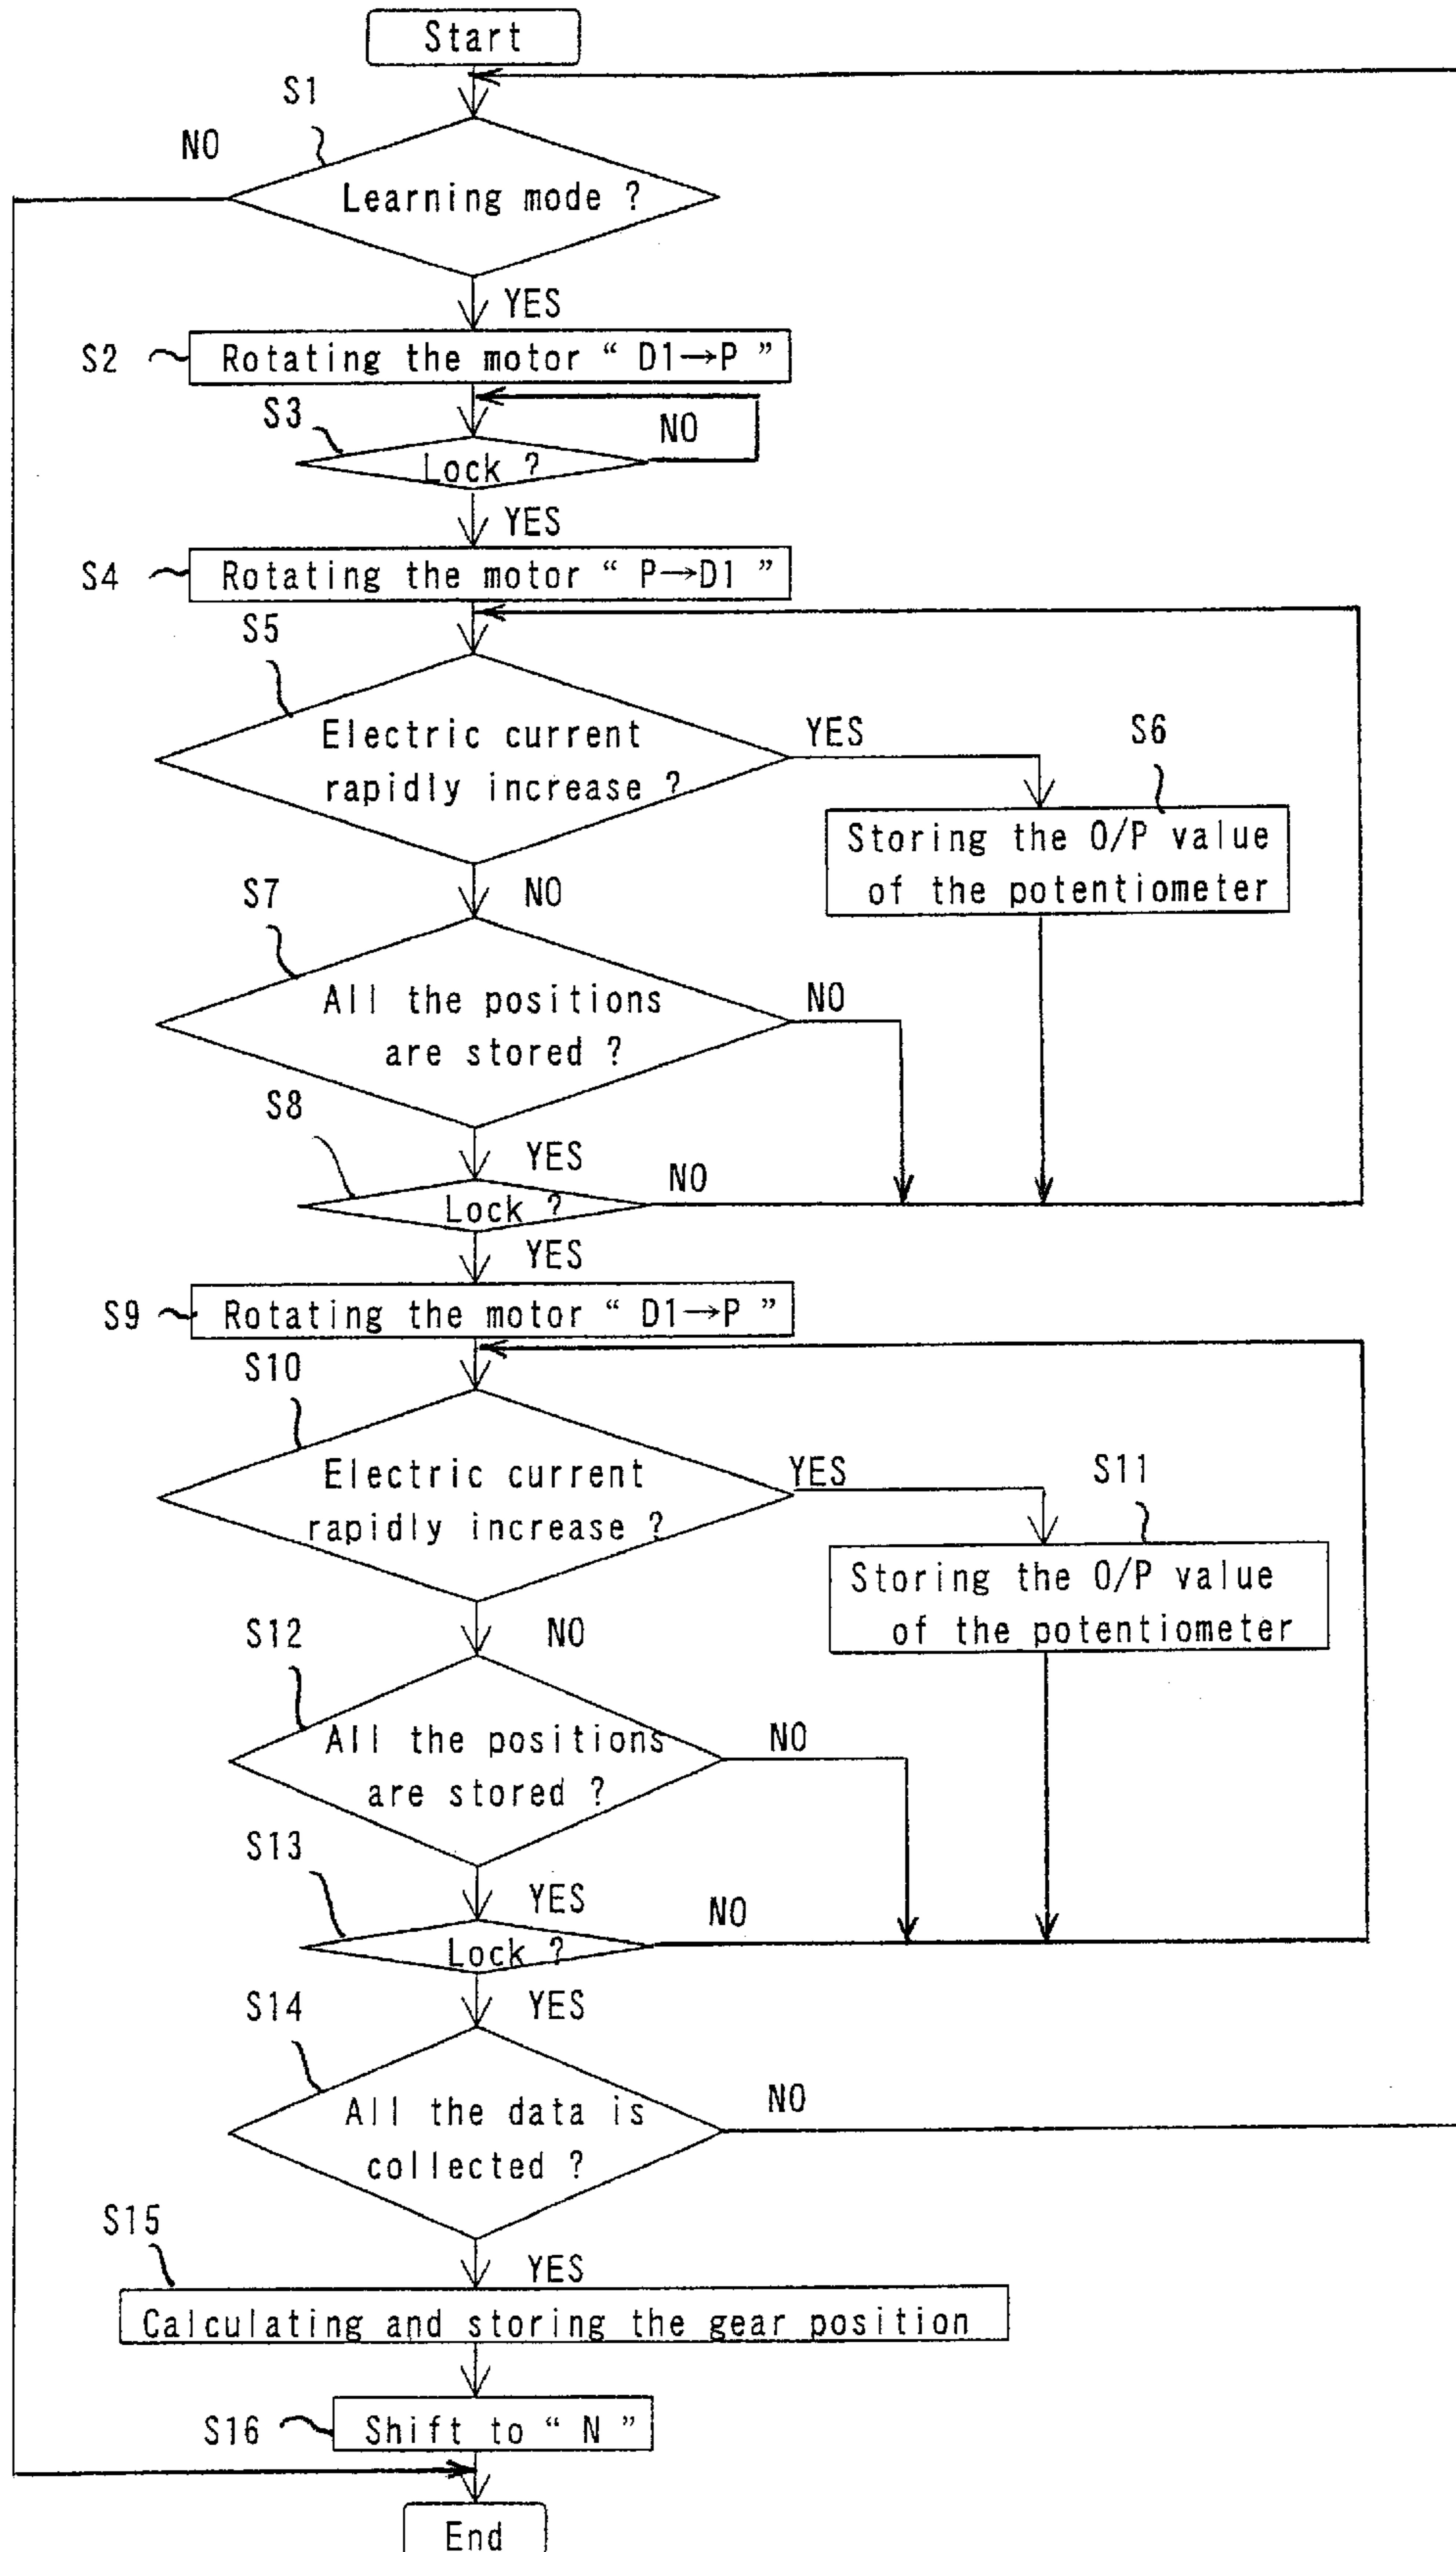 Start
S1
NO
Learning mode ?
YES
S2
Rotating the motor “ D1→P ”
S3
NO
Lock ?
YES
S4
Rotating the motor “ P→D1 ”
S5
Electric current
rapidly increase ?
YES
S6
Storing the O/P value
of the potentiometer
NO
S7
All the positions
are stored ?
NO
S8
YES
NO
Lock ?
YES
S9
Rotating the motor “ D1→P ”
S10
Electric current
rapidly increase ?
YES
S11
Storing the O/P value
of the potentiometer
NO
S12
All the positions
are stored ?
NO
S13
YES
NO
Lock ?
YES
S14
All the data is
collected ?
NO
S15
YES
Calculating and storing the gear position
S16
Shift to “ N ”
End